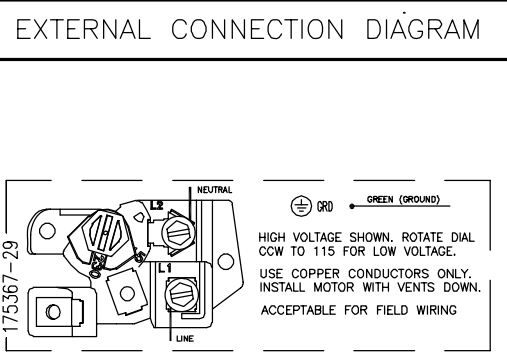 EXTERNAL CONNECTION DIAGRAM
NEUTRAL
L2
GRD
GREEN (GROUND)
HIGH VOLTAGE SHOWN. ROTATE DIAL
CCW TO 115 FOR LOW VOLTAGE.
USE COPPER CONDUCTORS ONLY.
INSTALL MOTOR WITH VENTS DOWN.
ACCEPTABLE FOR FIELD WIRING
L1
LINE
175367-29